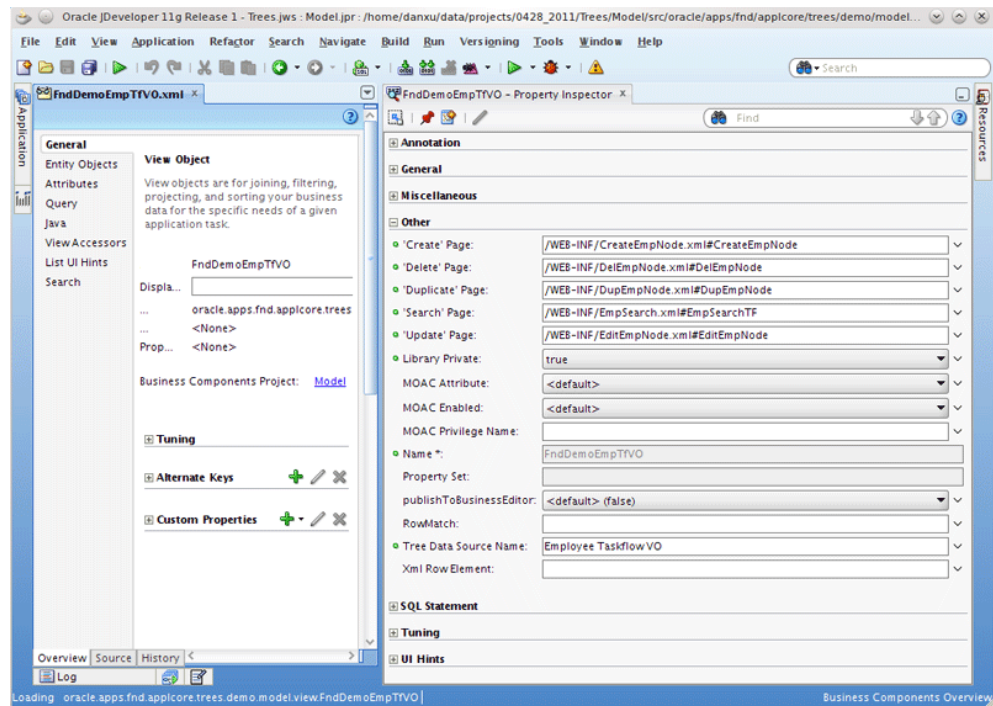 Oracle JDeveloper 11g Release 1 - Trees.jws : Model.jpr : /home/danxu/data/projects/0428_2011/Trees/Model/src/oracle/apps/fnd/applcore/trees/demo/model...
File Edit View Application Refactor Search Navigate Build Run Versioning Tools Window Help
Search
FndDemoEmpTfVO.xml
Application
General
Entity Objects
Attributes
Query
Java
View Accessors
List UI Hints
Search
View Object
View objects are for joining, filtering,
projecting, and sorting your business
data for the specific needs of a given
application task.
FndDemoEmpTfVO
Displa...
... oracle.apps.fnd.applcore.trees
... <None>
Prop... <None>
Business Components Project: Model
Tuning
Alternate Keys
Custom Properties
Overview Source History
Log
FndDemoEmpTfVO - Property Inspector
Find
Resources
Annotation
General
Miscellaneous
Other
'Create' Page: /WEB-INF/CreateEmpNode.xml#CreateEmpNode
'Delete' Page: /WEB-INF/DelEmpNode.xml#DelEmpNode
'Duplicate' Page: /WEB-INF/DupEmpNode.xml#DupEmpNode
'Search' Page: /WEB-INF/EmpSearch.xml#EmpSearchTF
'Update' Page: /WEB-INF/EditEmpNode.xml#EditEmpNode
Library Private: true
MOAC Attribute: <default>
MOAC Enabled: <default>
MOAC Privilege Name:
Name *: FndDemoEmpTfVO
Property Set:
publishToBusinessEditor: <default> (false)
RowMatch:
Tree Data Source Name: Employee Taskflow VO
Xml Row Element:
SQL Statement
Tuning
UI Hints
Loading oracle.apps.fnd.applcore.trees.demo.model.view.FndDemoEmpTfVO
Business Components Overview